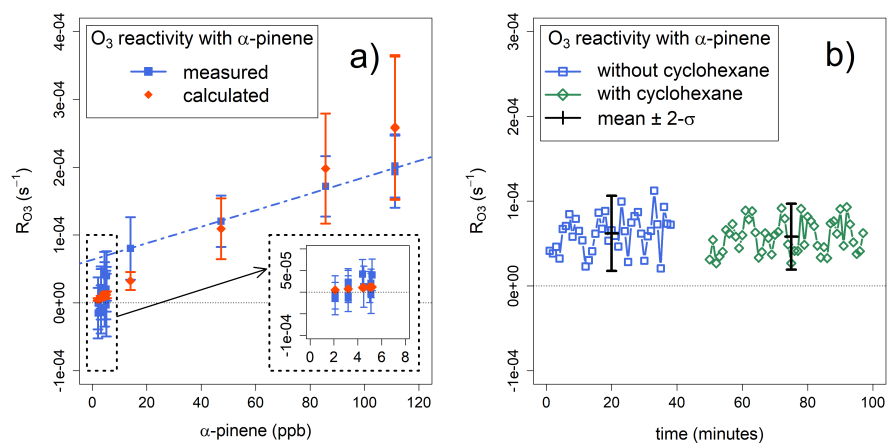 O3 reactivity with α-pinene
measured
calculated
a)
RO3 (s−1)
4e-04
3e-04
2e-04
1e-04
0e+00
-1e-04
5e-05
-1e-04
0 2 4 6 8
0 20 40 60 80 100 120
α-pinene (ppb)
O3 reactivity with α-pinene
without cyclohexane
with cyclohexane
mean ± 2-σ
b)
RO3 (s−1)
3e-04
2e-04
1e-04
0e+00
-1e-04
0 20 40 60 80 100
time (minutes)